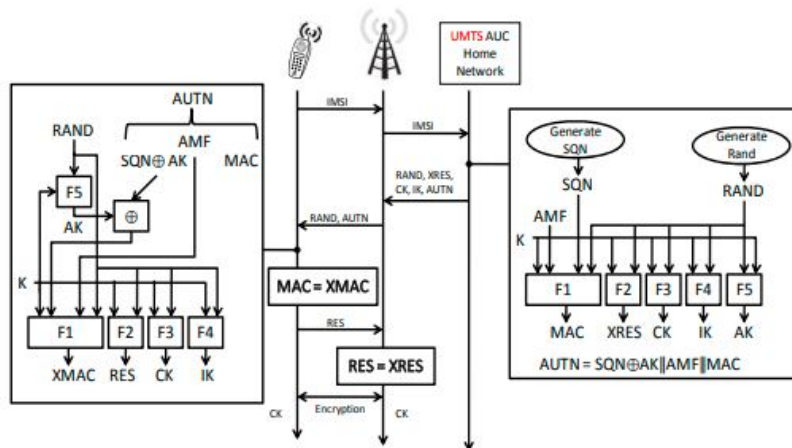 UMTS AUC
Home
Network
IMSI
IMSI
RAND, XRES,
CK, IK, AUTN
RAND, AUTN
MAC = XMAC
RES
RES = XRES
Encryption
CK
CK
AUTN
RAND
AMF
SQN⊕AK
MAC
F5
⊕
AK
K
F1
F2
F3
F4
XMAC
RES
CK
IK
Generate
SQN
Generate
Rand
SQN
RAND
AMF
K
F1
F2
F3
F4
F5
MAC
XRES
CK
IK
AK
AUTN = SQN⊕AK∥AMF∥MAC